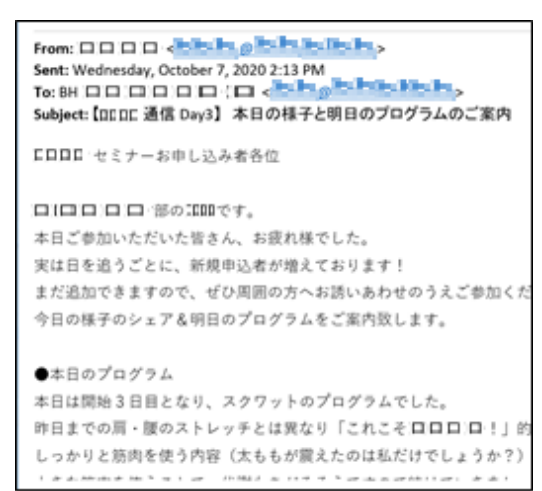 From: < @ >
Sent: Wednesday, October 7, 2020 2:13 PM
To: BH < @ >
Subject:【 通信 Day3】 本日の様子と明日のプログラムのご案内
セミナーお申し込み者各位
部の です。
本日ご参加いただいた皆さん、お疲れ様でした。
実は日を追うごとに、新規申込者が増えております！
まだ追加できますので、ぜひ周囲の方へお誘いあわせのうえご参加くだ
今日の様子のシェア＆明日のプログラムをご案内致します。
●本日のプログラム
本日は開始３日目となり、スクワットのプログラムでした。
昨日までの肩・腰のストレッチとは異なり「これこそ ！」的
しっかりと筋肉を使う内容（太ももが震えたのは私だけでしょうか？）